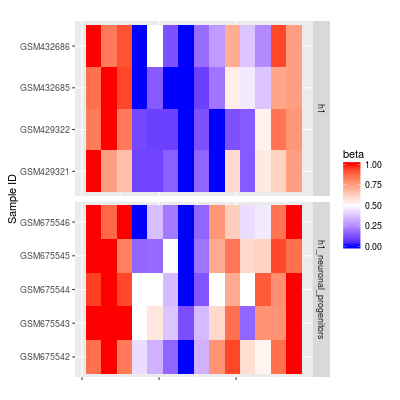 Sample ID
GSM432686
GSM432685
GSM429322
GSM429321
h1
GSM675546
GSM675545
GSM675544
GSM675543
GSM675542
h1_neuronal_progenitors
beta
1.00
0.75
0.50
0.25
0.00